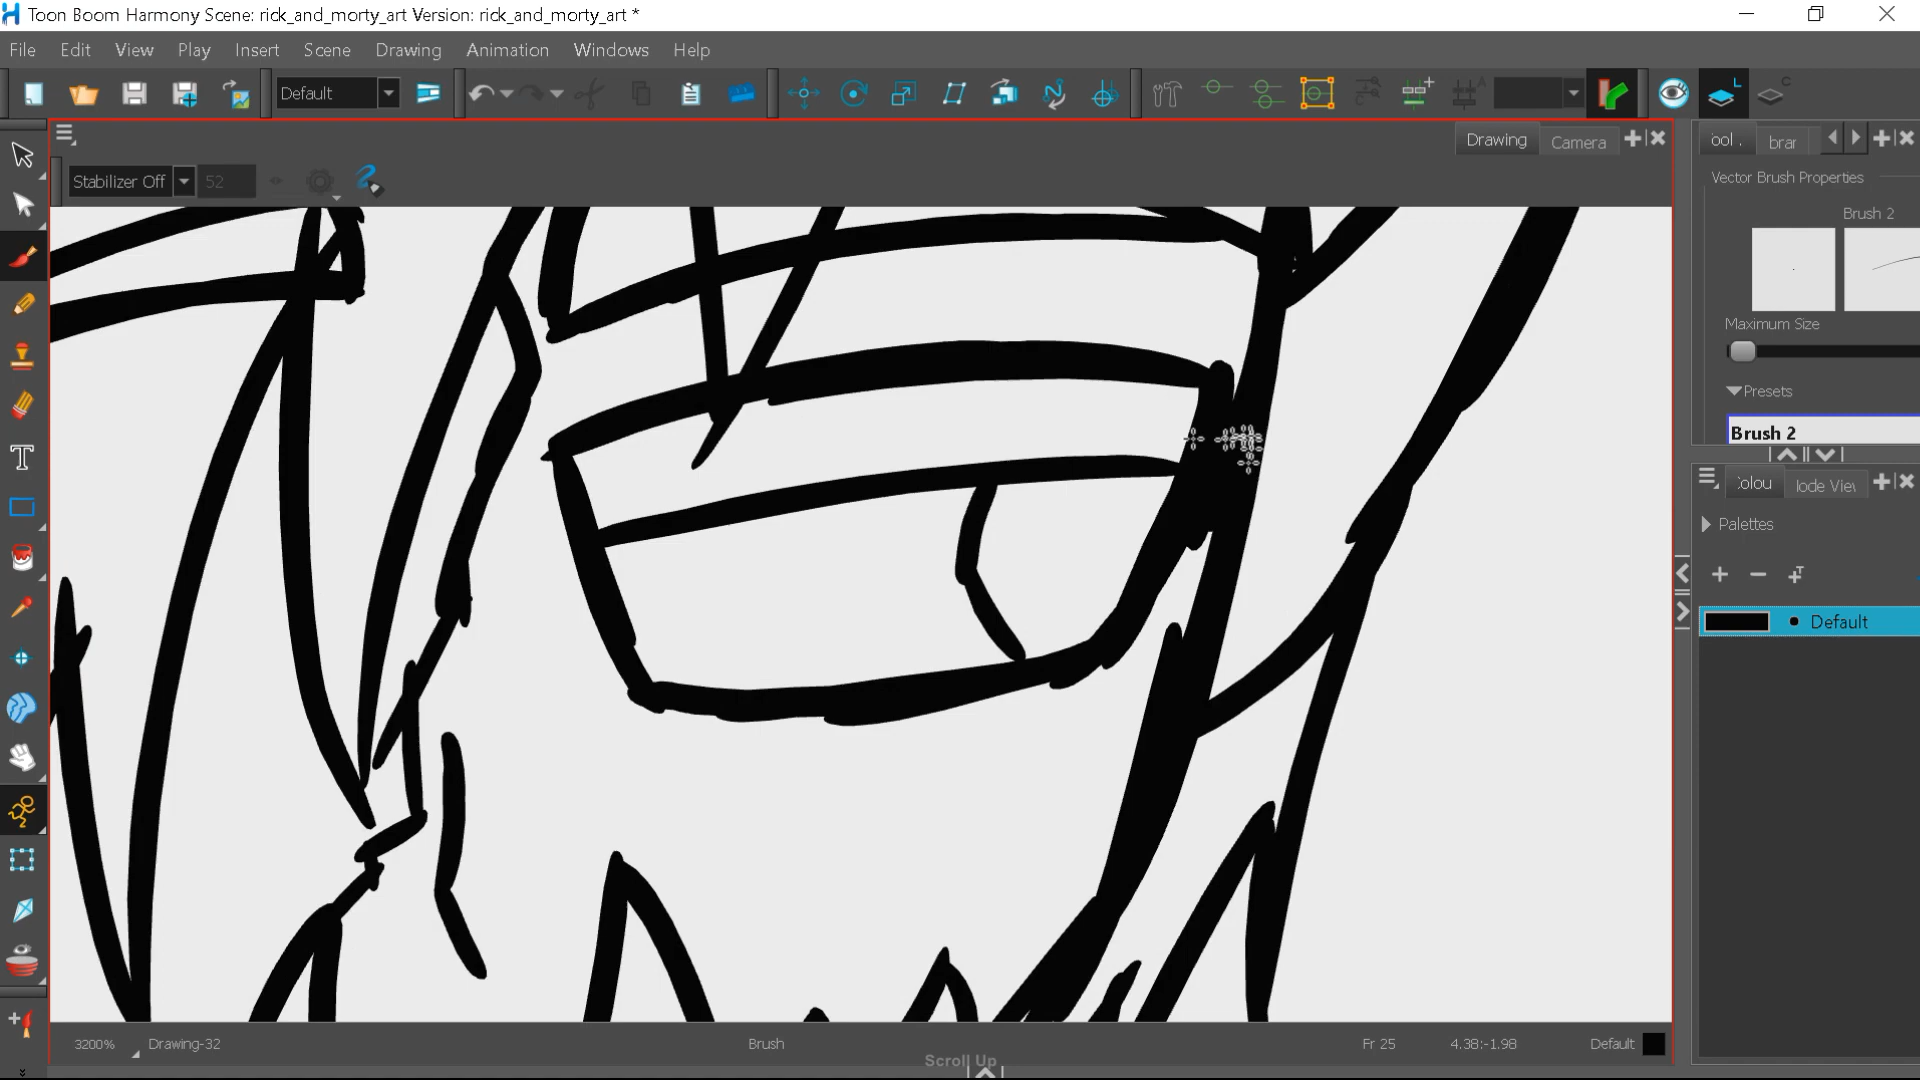 Toon Boom Harmony Scene: rick_and_morty_art Version: rick_and_morty_art *
File Edit View Play Insert Scene Drawing Animation Windows Help
Default
Drawing Camera
Stabilizer Off 52
ool . brar
Vector Brush Properties
Brush 2
Maximum Size
Presets
Brush 2
:olou lode Viev
Palettes
Default
3200% Drawing-32 Brush Fr 25 4.38:-1.98 Default
Scroll Up